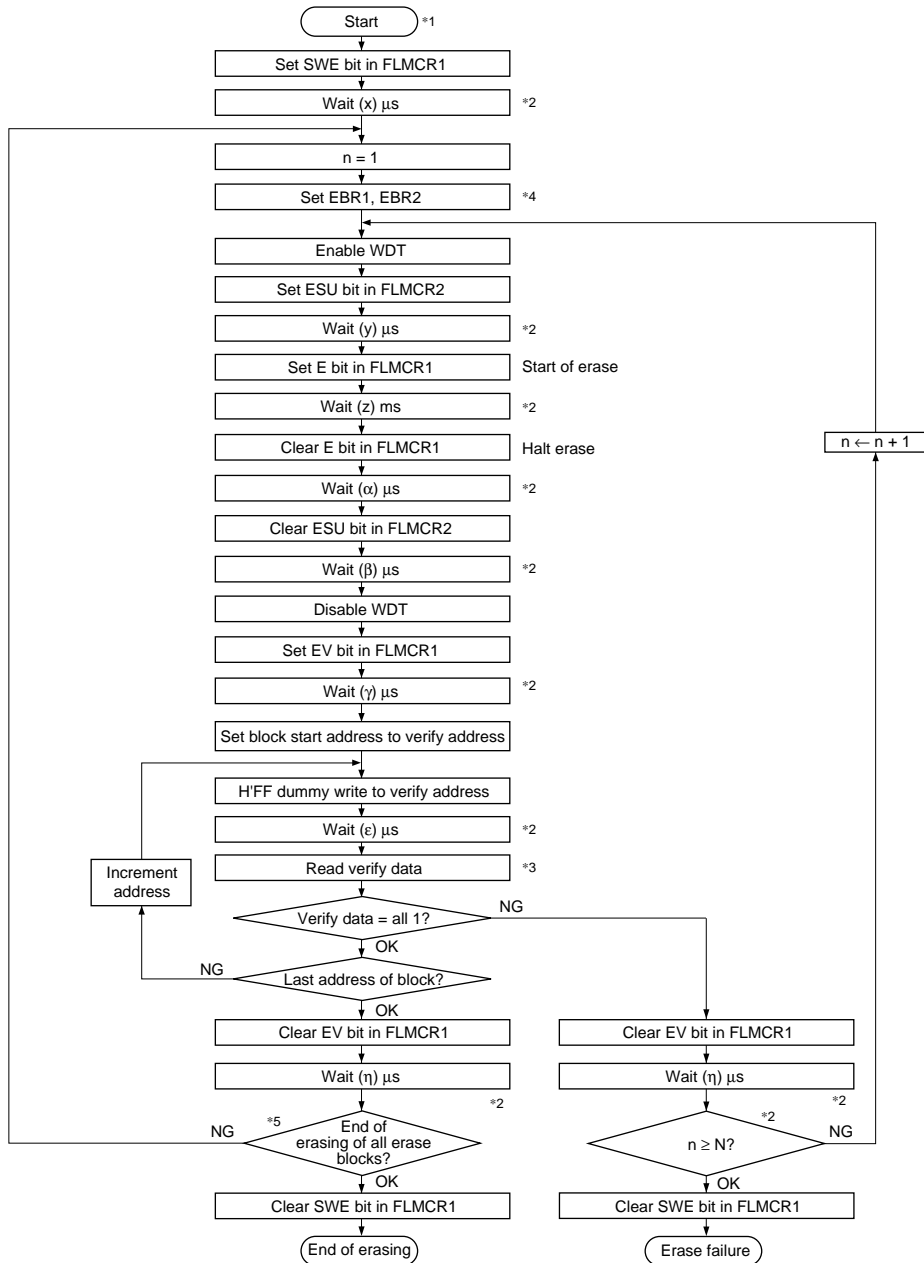 Start
*1
Set SWE bit in FLMCR1
Wait (x) μs
*2
n = 1
Set EBR1, EBR2
*4
Enable WDT
Set ESU bit in FLMCR2
Wait (y) μs
*2
Set E bit in FLMCR1
Start of erase
Wait (z) ms
*2
Clear E bit in FLMCR1
Halt erase
n ← n + 1
Wait (α) μs
*2
Clear ESU bit in FLMCR2
Wait (β) μs
*2
Disable WDT
Set EV bit in FLMCR1
Wait (γ) μs
*2
Set block start address to verify address
H'FF dummy write to verify address
Wait (ε) μs
*2
Increment
address
Read verify data
*3
Verify data = all 1?
NG
OK
NG
Last address of block?
OK
Clear EV bit in FLMCR1
Clear EV bit in FLMCR1
Wait (η) μs
Wait (η) μs
*2
*2
NG
*5
End of
erasing of all erase
blocks?
*2
n ≥ N?
NG
OK
OK
Clear SWE bit in FLMCR1
Clear SWE bit in FLMCR1
End of erasing
Erase failure